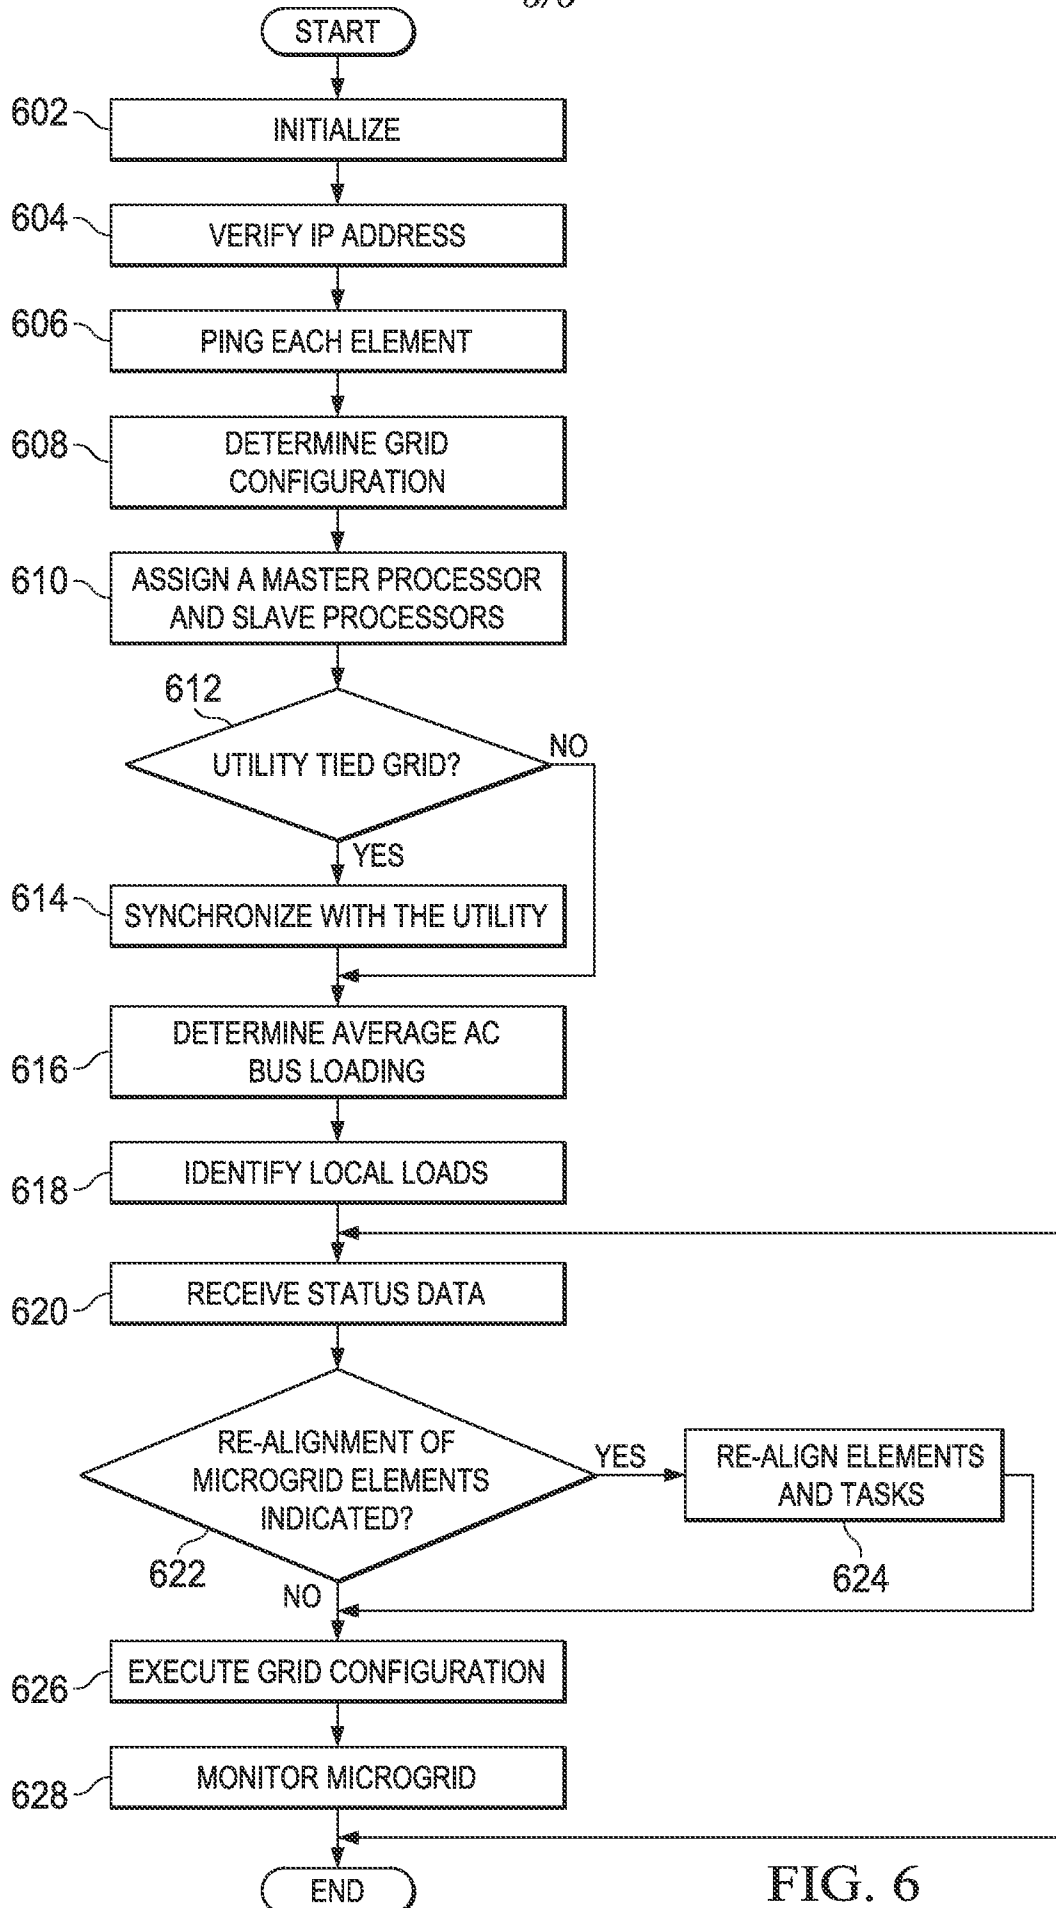 START
602
INITIALIZE
604
VERIFY IP ADDRESS
606
PING EACH ELEMENT
608
DETERMINE GRID
CONFIGURATION
610
ASSIGN A MASTER PROCESSOR
AND SLAVE PROCESSORS
612
UTILITY TIED GRID?
NO
YES
614
SYNCHRONIZE WITH THE UTILITY
616
DETERMINE AVERAGE AC
BUS LOADING
618
IDENTIFY LOCAL LOADS
620
RECEIVE STATUS DATA
RE-ALIGNMENT OF
MICROGRID ELEMENTS
INDICATED?
622
YES
RE-ALIGN ELEMENTS
AND TASKS
624
NO
626
EXECUTE GRID CONFIGURATION
628
MONITOR MICROGRID
END
FIG. 6